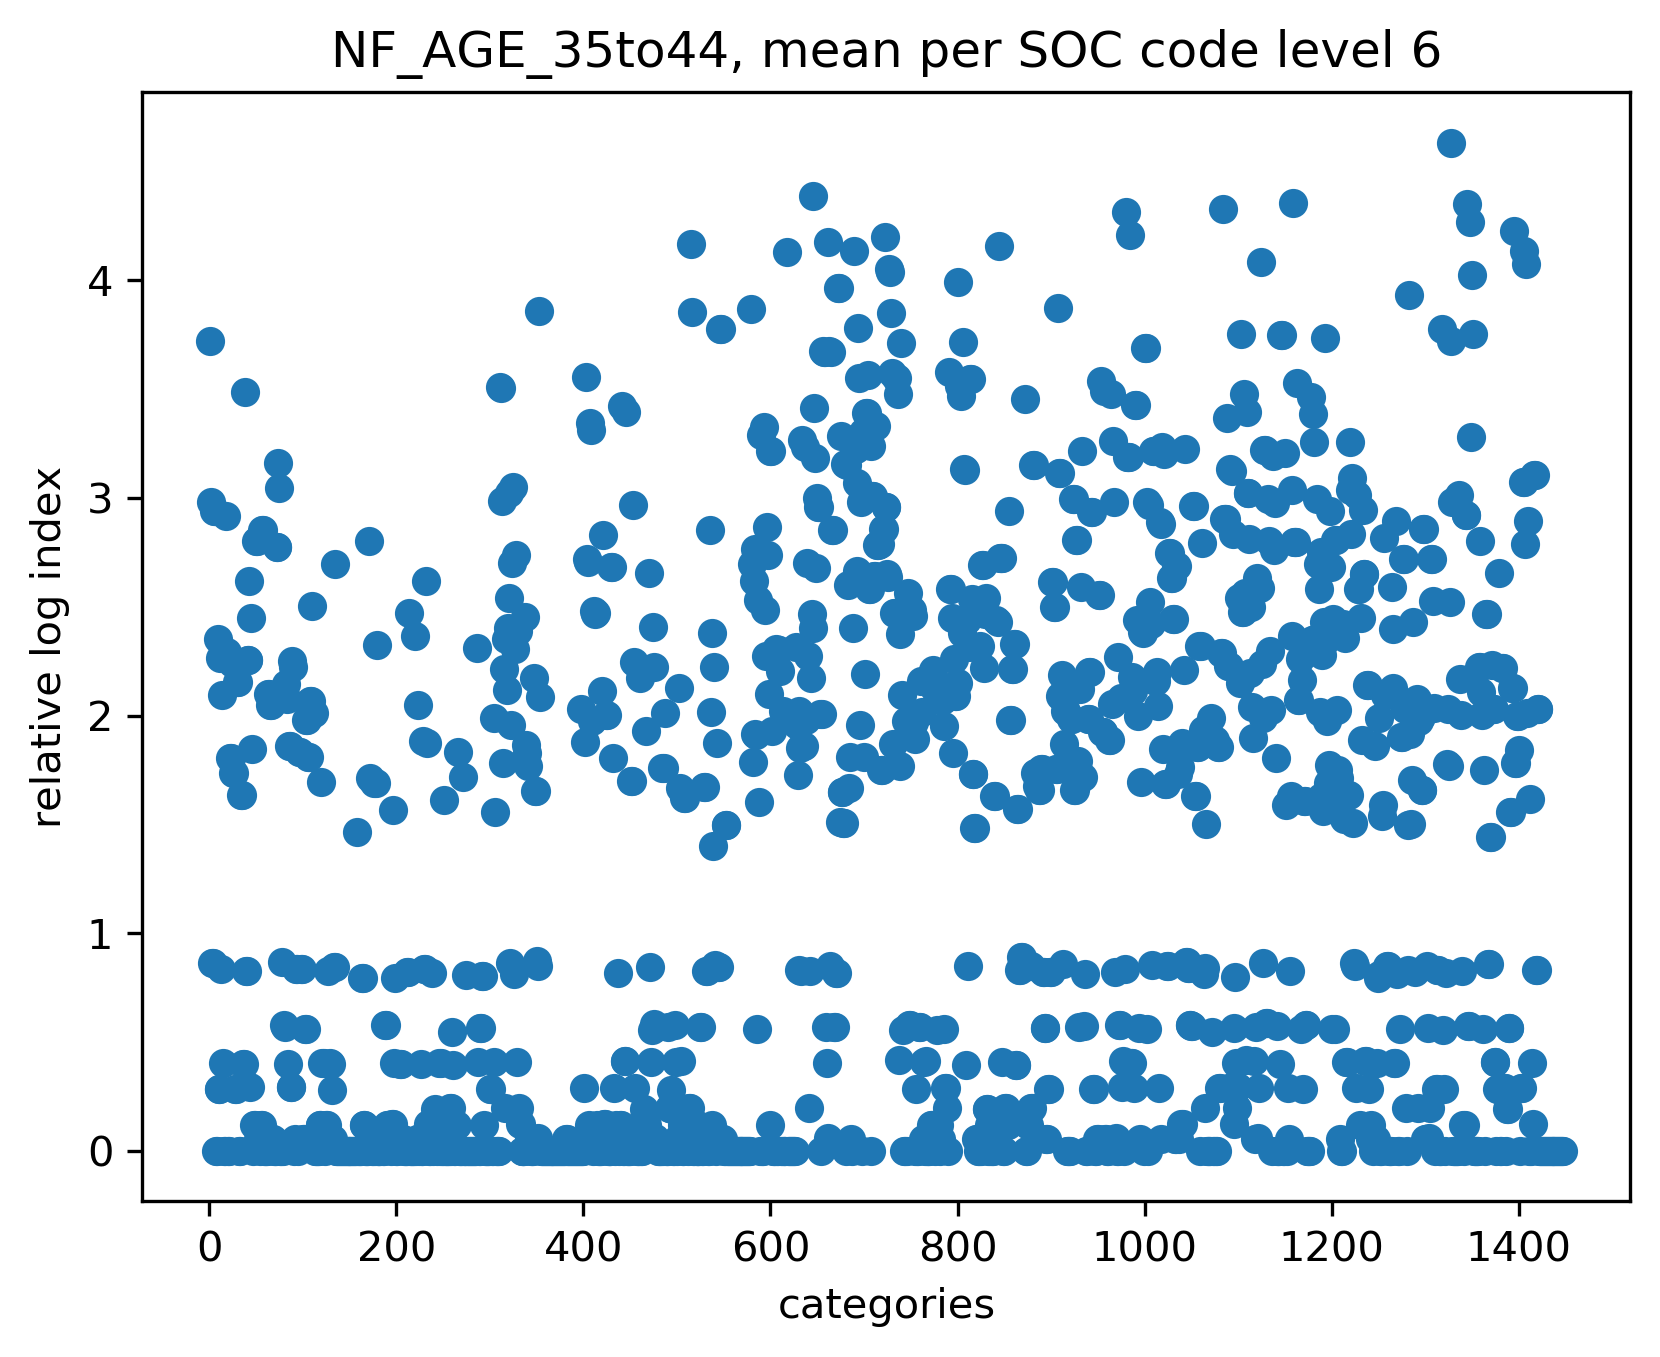 NF_AGE_35to44, mean per SOC code level 6
relative log index
4
3
2
1
0
0 200 400 600 800 1000 1200 1400
categories